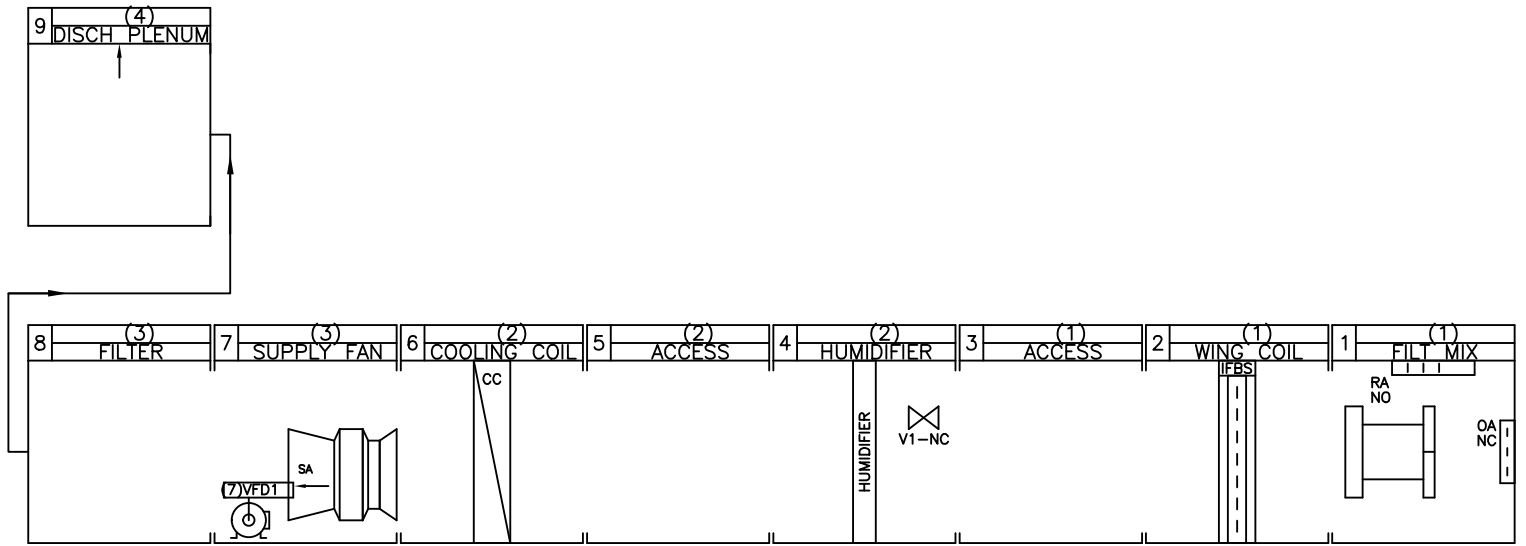 9
(4)
DISCH PLENUM
8
(3)
FILTER
7
(3)
SUPPLY FAN
6
(2)
COOLING COIL
5
(2)
ACCESS
4
(2)
HUMIDIFIER
3
(1)
ACCESS
2
(1)
WING COIL
1
(1)
FILT MIX
SA
(7)VFD1
CC
HUMIDIFIER
V1-NC
IFBS
RA
NO
OA
NC